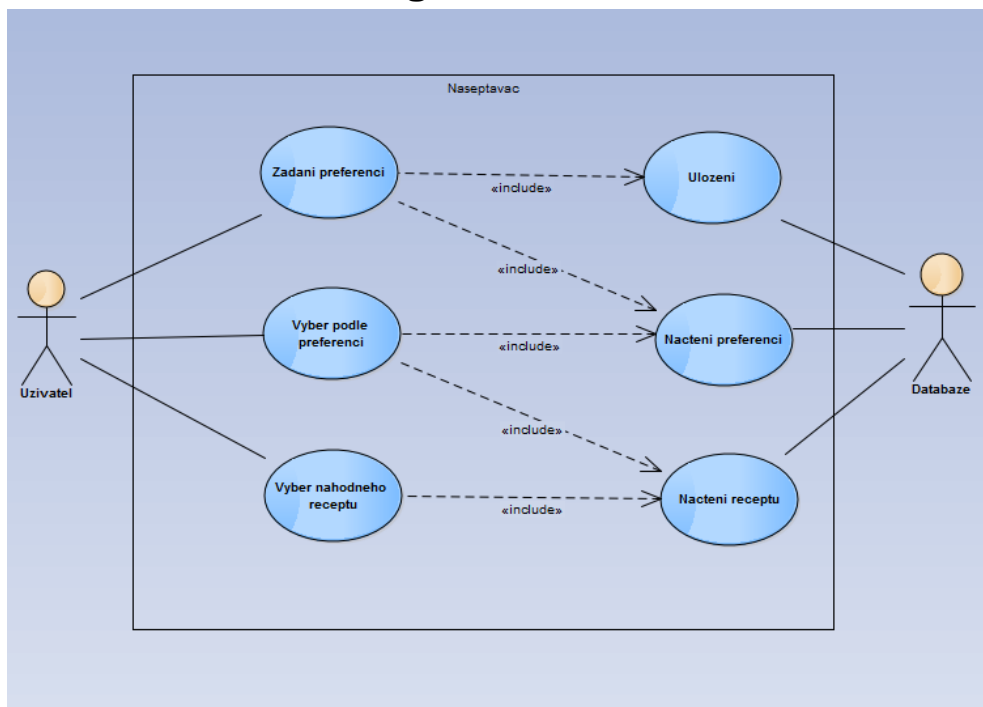 Naseptavac
Zadani preferenci
«include»
Ulozeni
«include»
Vyber podle
preferenci
«include»
Nacteni preferenci
Uzivatel
Databaze
«include»
Vyber nahodneho
receptu
«include»
Nacteni receptu